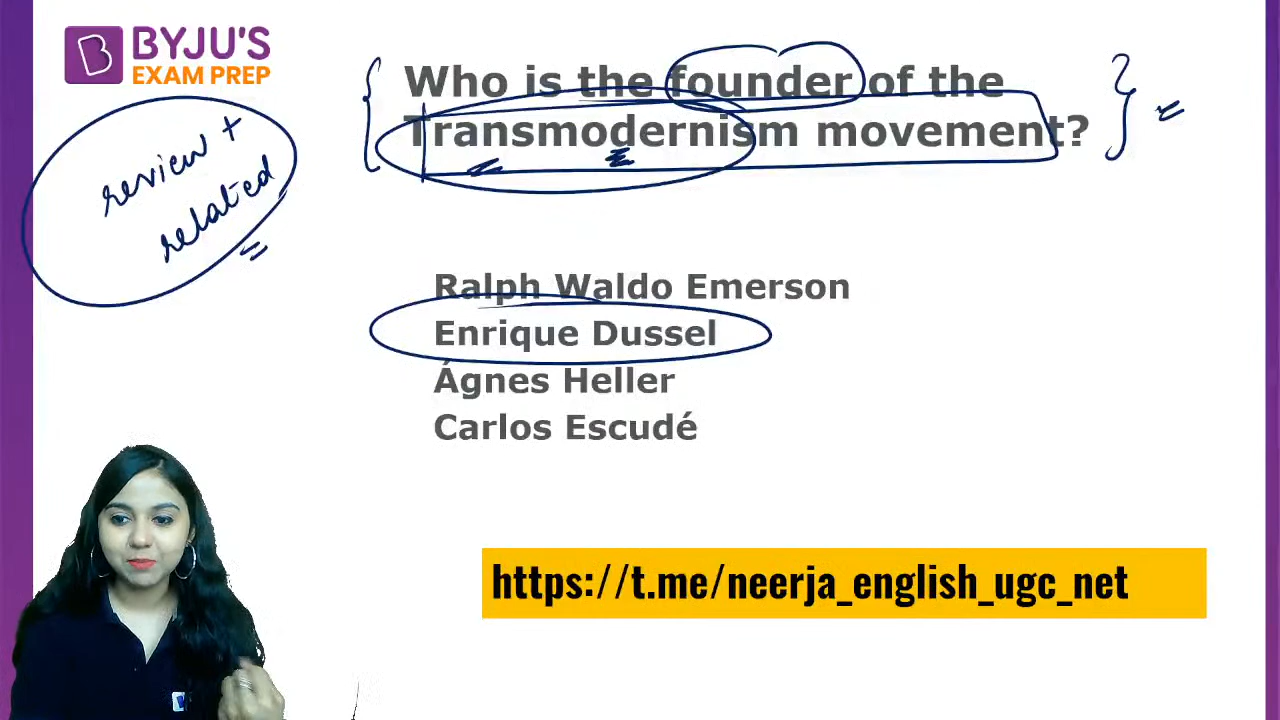 BYJU'S
EXAM PREP
Who is the founder of the
Transmodernism movement?
review +
related
Ralph Waldo Emerson
Enrique Dussel
Ágnes Heller
Carlos Escudé
https://t.me/neerja_english_ugc_net